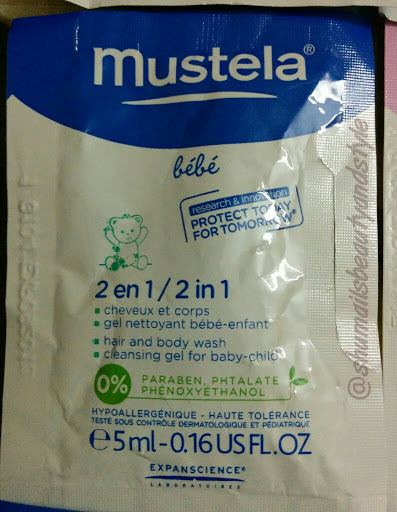 mustela®
bébé
research & innovation
PROTECT TODAY
FOR TOMORROW®
2 en 1 / 2 in 1
▪ cheveux et corps
▪ gel nettoyant bébé-enfant
▪ hair and body wash
▪ cleansing gel for baby-child
0% PARABEN, PHTALATE
PHÉNOXYÉTHANOL
HYPOALLERGÉNIQUE - HAUTE TOLÉRANCE
TESTÉ SOUS CONTRÔLE DERMATOLOGIQUE ET PÉDIATRIQUE
℮ 5 ml - 0.16 US FL.OZ
EXPANSCIENCE®
LABORATOIRES
@shumailsbeautyandstyle